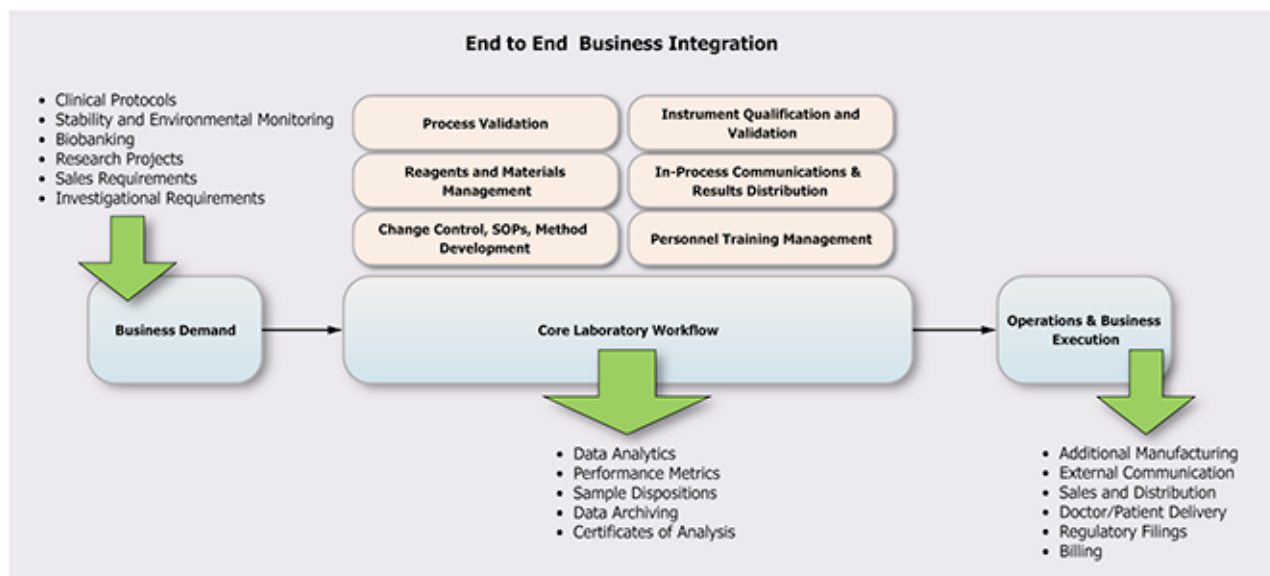 End to End Business Integration
• Clinical Protocols
• Stability and Environmental Monitoring
• Biobanking
• Research Projects
• Sales Requirements
• Investigational Requirements
Process Validation
Instrument Qualification and
Validation
Reagents and Materials
Management
In-Process Communications &
Results Distribution
Change Control, SOPs, Method
Development
Personnel Training Management
Business Demand
Core Laboratory Workflow
Operations & Business
Execution
• Data Analytics
• Performance Metrics
• Sample Dispositions
• Data Archiving
• Certificates of Analysis
• Additional Manufacturing
• External Communication
• Sales and Distribution
• Doctor/Patient Delivery
• Regulatory Filings
• Billing